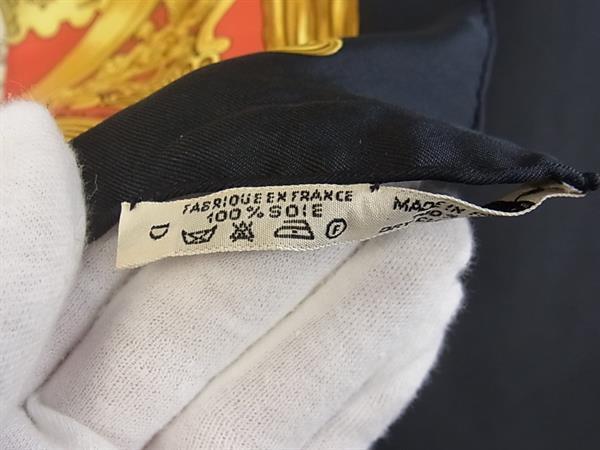 FABRIQUE EN FRANCE
100% SOIE
D
F
MADE IN